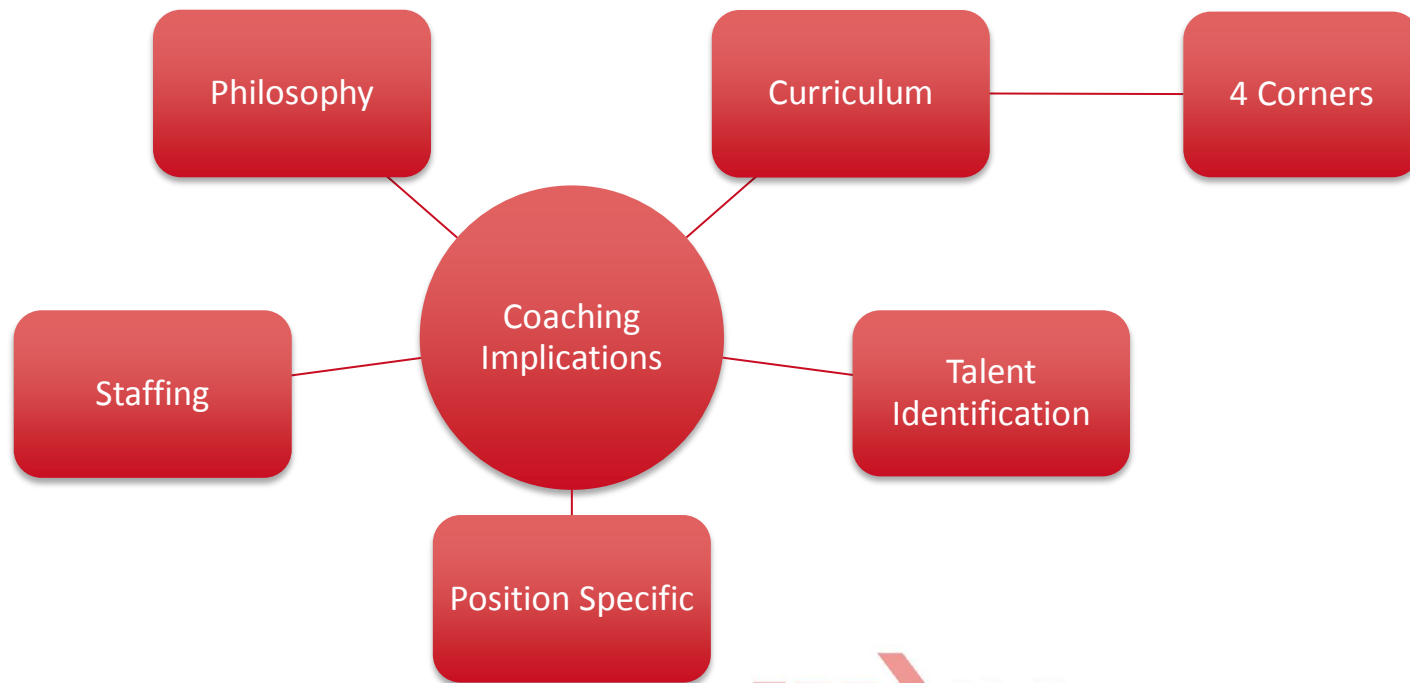 Philosophy
Curriculum
4 Corners
Coaching
Implications
Staffing
Talent
Identification
Position Specific